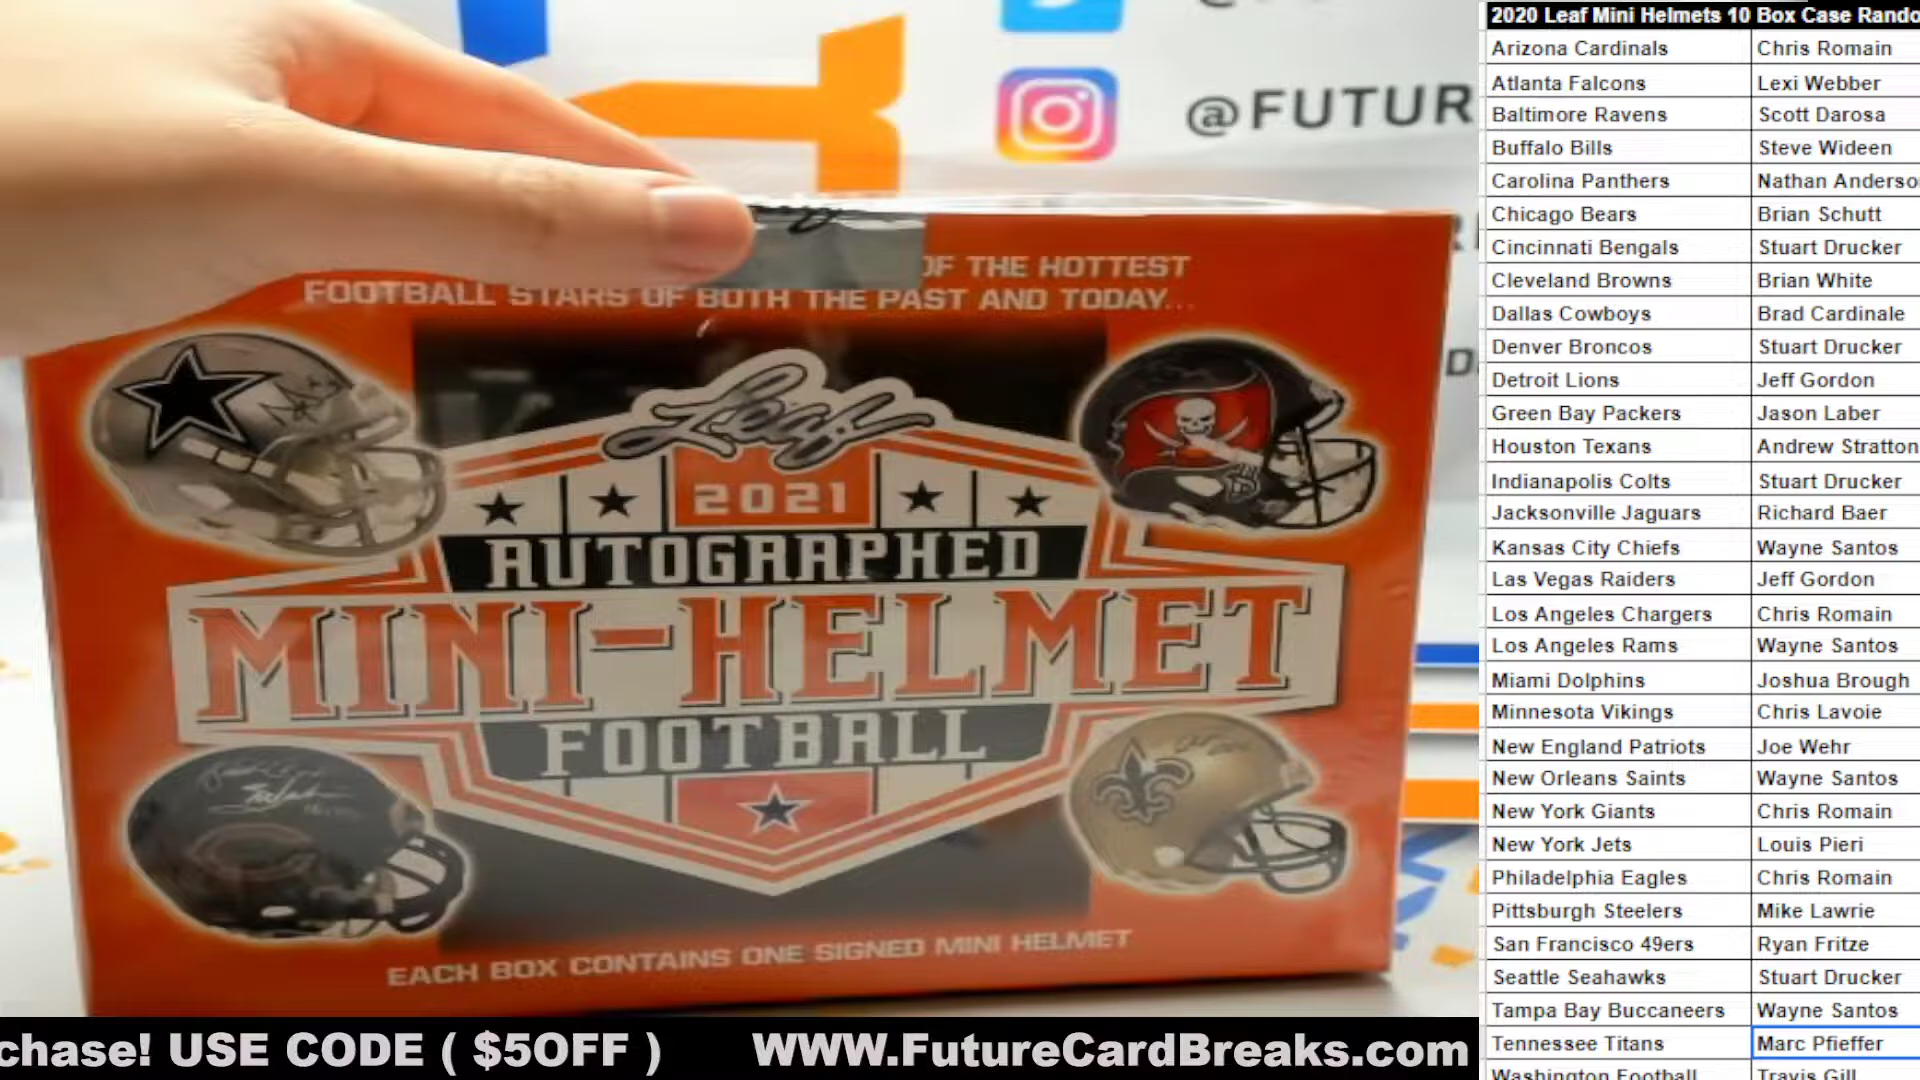 @FUTUR
OF THE HOTTEST
FOOTBALL STARS OF BOTH THE PAST AND TODAY...
Leaf
2021
AUTOGRAPHED
MINI-HELMET
FOOTBALL
EACH BOX CONTAINS ONE SIGNED MINI HELMET
chase! USE CODE ( $5OFF ) WWW.FutureCardBreaks.com
2020 Leaf Mini Helmets 10 Box Case Rando
Arizona Cardinals Chris Romain
Atlanta Falcons Lexi Webber
Baltimore Ravens Scott Darosa
Buffalo Bills Steve Wideen
Carolina Panthers Nathan Anderso
Chicago Bears Brian Schutt
Cincinnati Bengals Stuart Drucker
Cleveland Browns Brian White
Dallas Cowboys Brad Cardinale
Denver Broncos Stuart Drucker
Detroit Lions Jeff Gordon
Green Bay Packers Jason Laber
Houston Texans Andrew Stratton
Indianapolis Colts Stuart Drucker
Jacksonville Jaguars Richard Baer
Kansas City Chiefs Wayne Santos
Las Vegas Raiders Jeff Gordon
Los Angeles Chargers Chris Romain
Los Angeles Rams Wayne Santos
Miami Dolphins Joshua Brough
Minnesota Vikings Chris Lavoie
New England Patriots Joe Wehr
New Orleans Saints Wayne Santos
New York Giants Chris Romain
New York Jets Louis Pieri
Philadelphia Eagles Chris Romain
Pittsburgh Steelers Mike Lawrie
San Francisco 49ers Ryan Fritze
Seattle Seahawks Stuart Drucker
Tampa Bay Buccaneers Wayne Santos
Tennessee Titans Marc Pfieffer
Washington Football Travis Gill